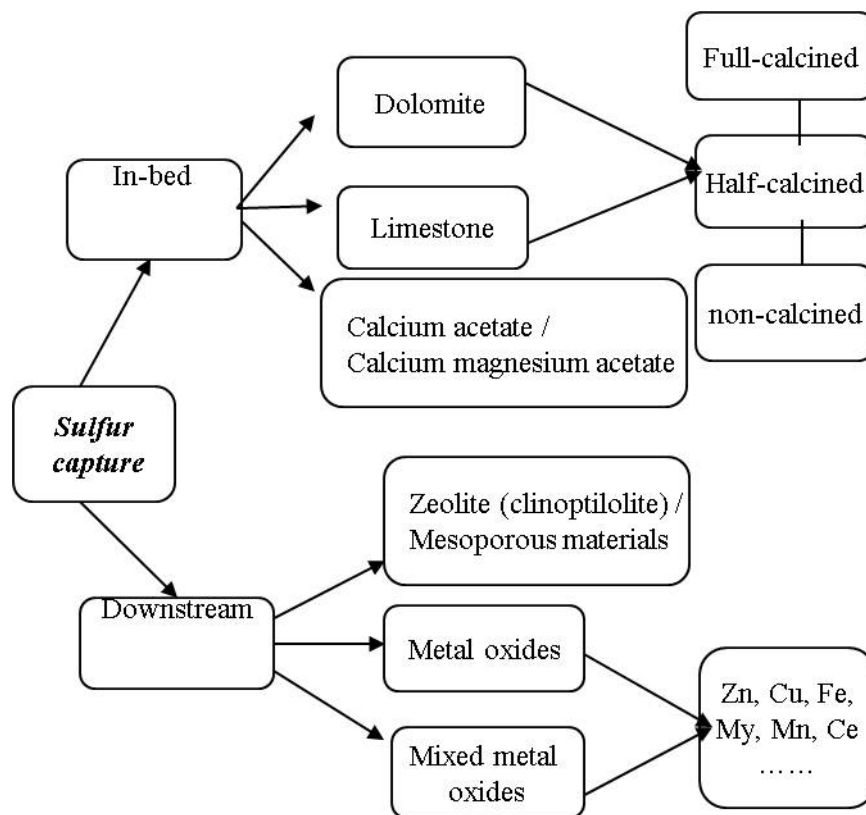 Full-calcined
Dolomite
In-bed
Half-calcined
Limestone
non-calcined
Calcium acetate /
Calcium magnesium acetate
Sulfur
capture
Zeolite (clinoptilolite) /
Mesoporous materials
Downstream
Metal oxides
Zn, Cu, Fe,
My, Mn, Ce
……
Mixed metal
oxides